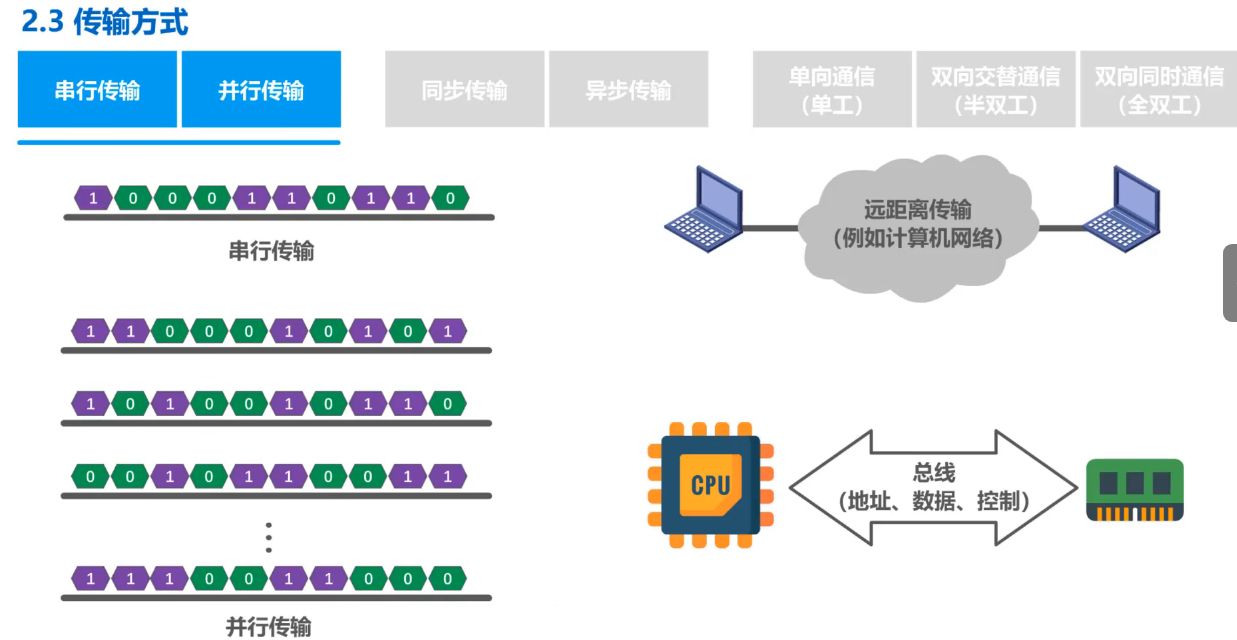 2.3 传输方式
串行传输
并行传输
同步传输
异步传输
单向通信
（单工）
双向交替通信
（半双工）
双向同时通信
（全双工）
1 0 0 0 1 1 0 1 1 0
串行传输
远距离传输
（例如计算机网络）
1 1 0 0 0 1 0 1 0 1
1 0 1 0 0 1 0 1 1 0
0 0 1 0 1 1 0 0 1 1
1 1 1 0 0 1 1 0 0 0
并行传输
CPU
总线
（地址、数据、控制）